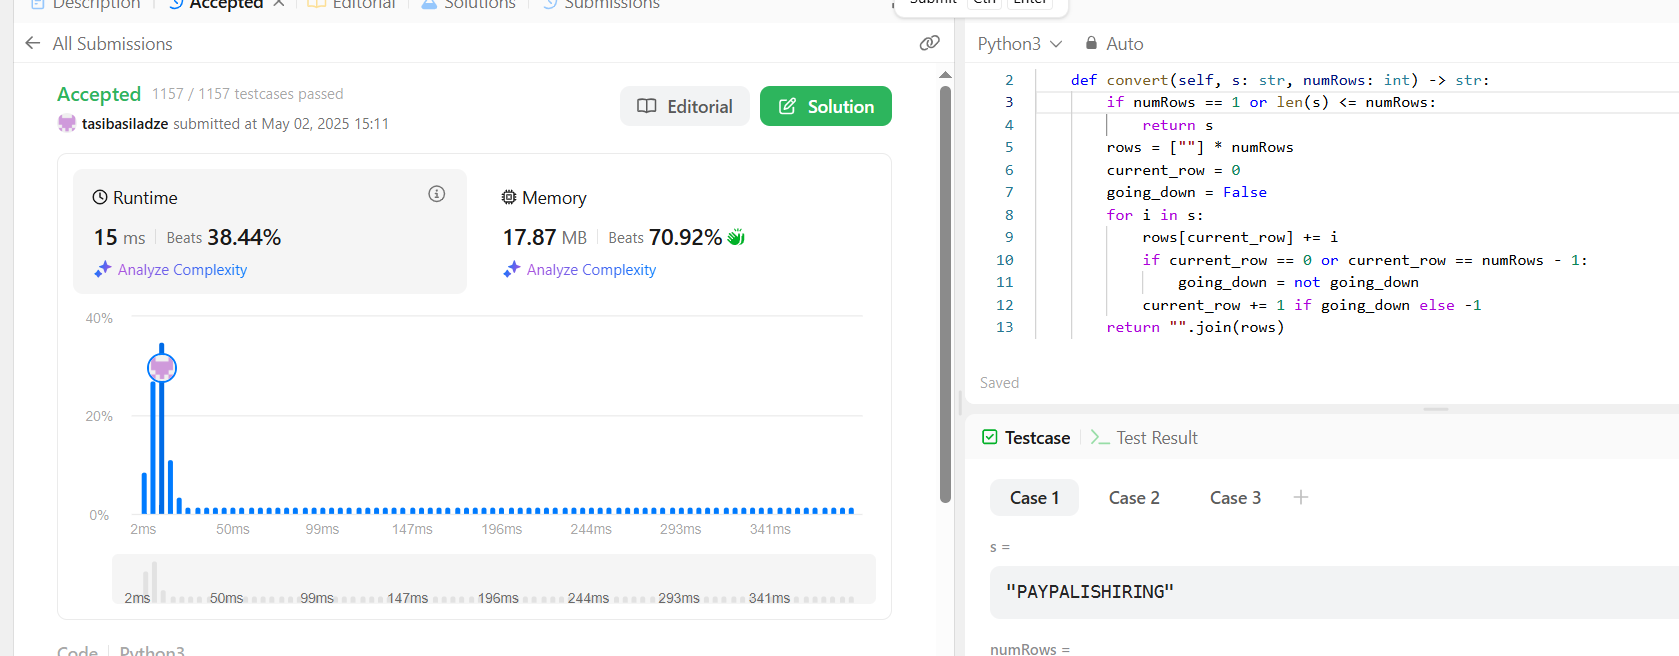 Description Accepted Editorial Solutions Submissions
Submit Ctrl Enter
All Submissions
Accepted 1157 / 1157 testcases passed
tasibasiladze submitted at May 02, 2025 15:11
Editorial
Solution
Runtime
15 ms Beats 38.44%
Analyze Complexity
Memory
17.87 MB Beats 70.92%
Analyze Complexity
40%
20%
0%
2ms 50ms 99ms 147ms 196ms 244ms 293ms 341ms
2ms 50ms 99ms 147ms 196ms 244ms 293ms 341ms
Code Python3
Python3 Auto
2 def convert(self, s: str, numRows: int) -> str:
3 if numRows == 1 or len(s) <= numRows:
4 return s
5 rows = [""] * numRows
6 current_row = 0
7 going_down = False
8 for i in s:
9 rows[current_row] += i
10 if current_row == 0 or current_row == numRows - 1:
11 going_down = not going_down
12 current_row += 1 if going_down else -1
13 return "".join(rows)
Saved
Testcase Test Result
Case 1 Case 2 Case 3
s =
"PAYPALISHIRING"
numRows =